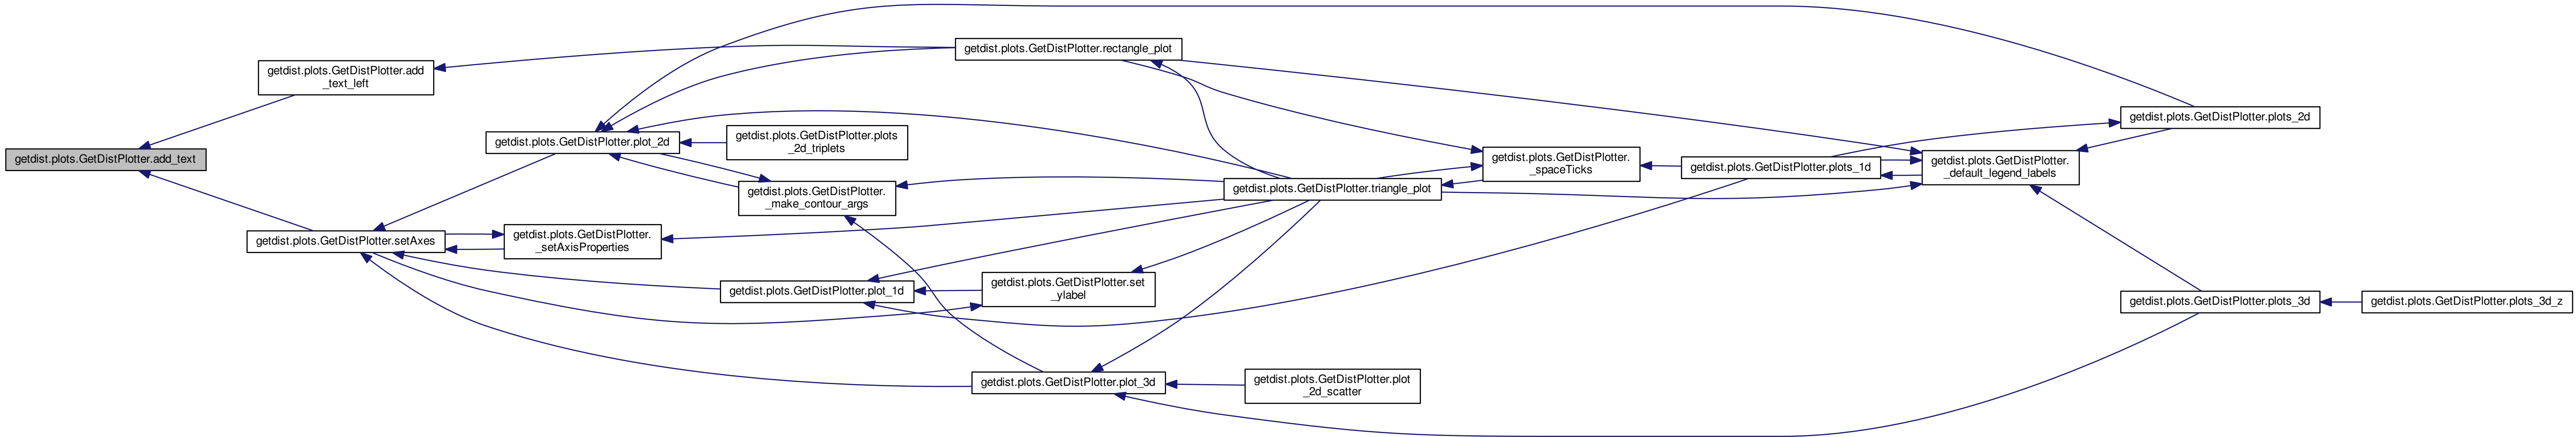 getdist.plots.GetDistPlotter.add_text
getdist.plots.GetDistPlotter.add
_text_left
getdist.plots.GetDistPlotter.setAxes
getdist.plots.GetDistPlotter.plot_2d
getdist.plots.GetDistPlotter.
_setAxisProperties
getdist.plots.GetDistPlotter.plots
_2d_triplets
getdist.plots.GetDistPlotter.
_make_contour_args
getdist.plots.GetDistPlotter.plot_1d
getdist.plots.GetDistPlotter.rectangle_plot
getdist.plots.GetDistPlotter.set
_ylabel
getdist.plots.GetDistPlotter.plot_3d
getdist.plots.GetDistPlotter.triangle_plot
getdist.plots.GetDistPlotter.plot
_2d_scatter
getdist.plots.GetDistPlotter.
_spaceTicks
getdist.plots.GetDistPlotter.plots_1d
getdist.plots.GetDistPlotter.
_default_legend_labels
getdist.plots.GetDistPlotter.plots_2d
getdist.plots.GetDistPlotter.plots_3d
getdist.plots.GetDistPlotter.plots_3d_z